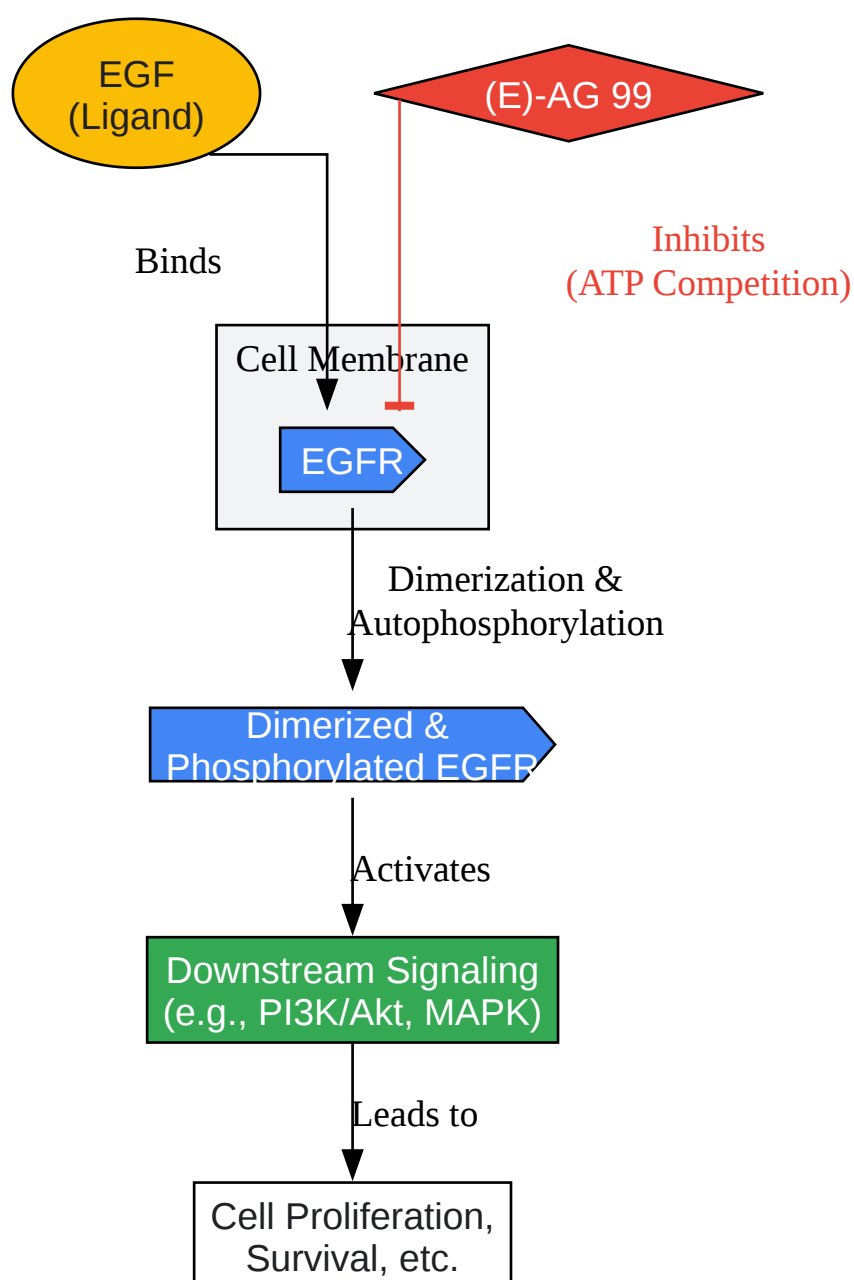 EGF
(Ligand)
(E)-AG 99
Binds
Inhibits
(ATP Competition)
Cell Membrane
EGFR
Dimerization &
Autophosphorylation
Dimerized &
Phosphorylated EGFR
Activates
Downstream Signaling
(e.g., PI3K/Akt, MAPK)
Leads to
Cell Proliferation,
Survival, etc.